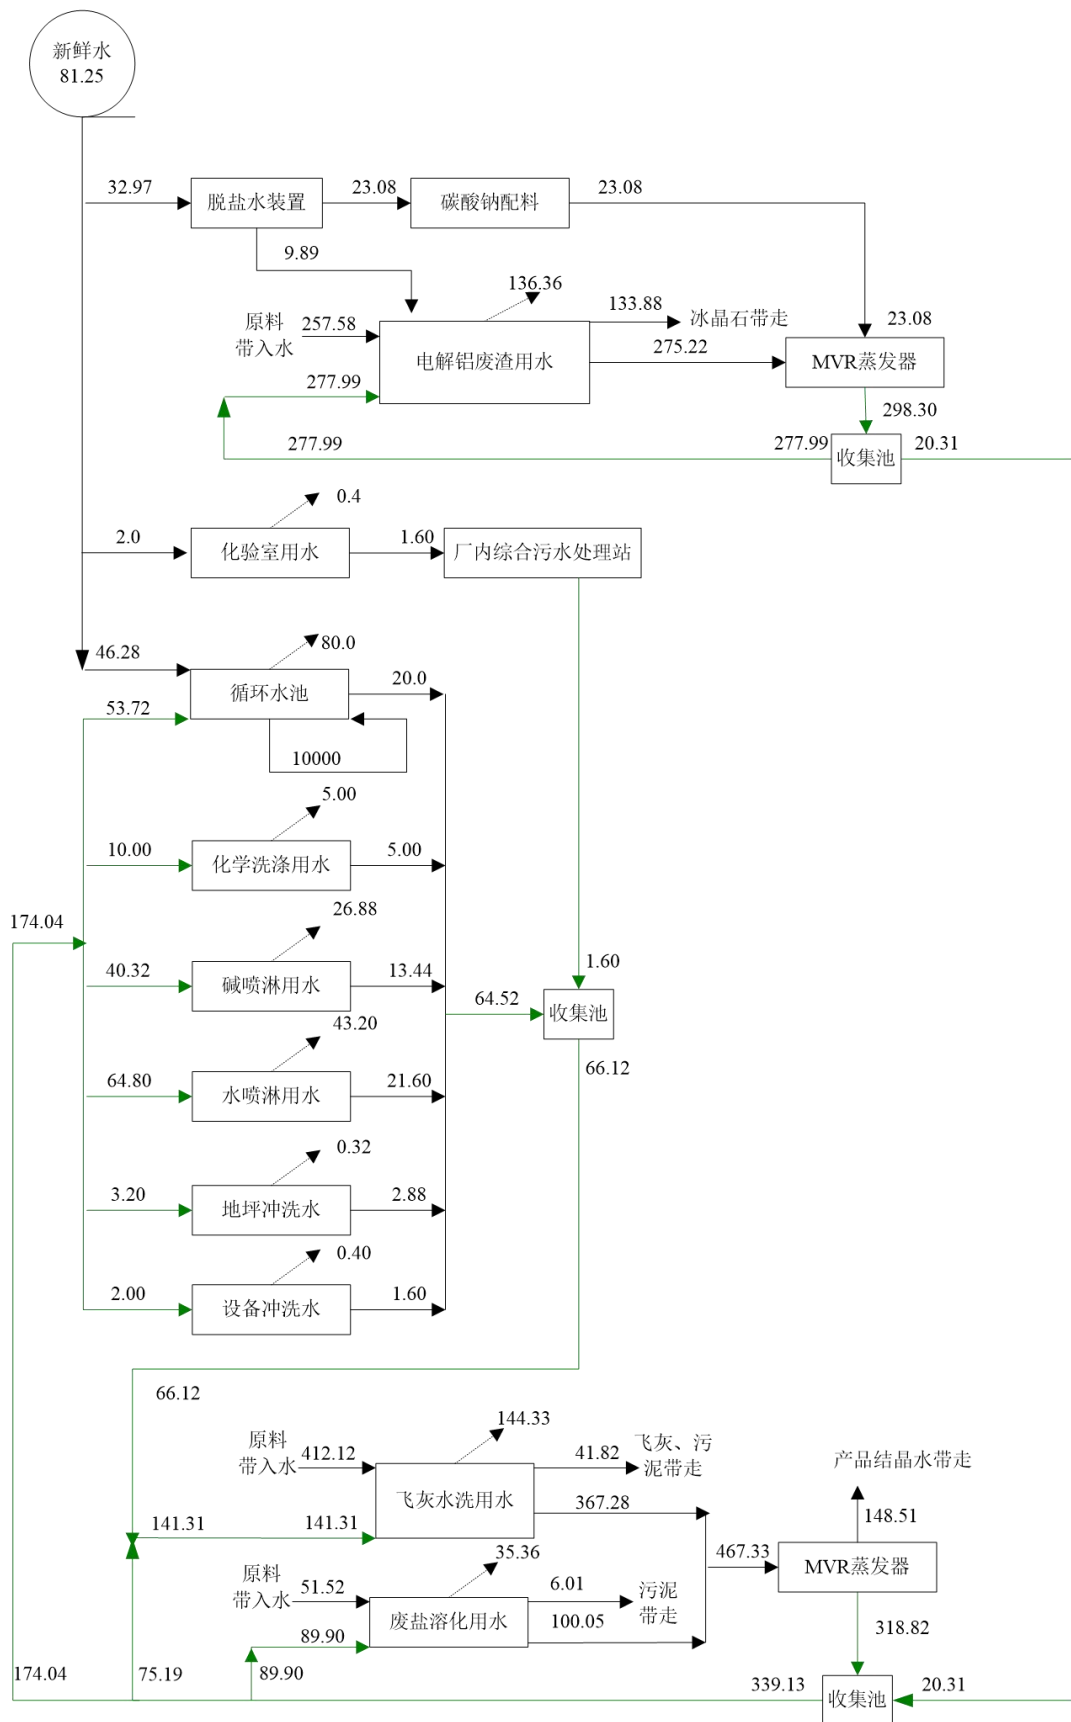 新鲜水
81.25
32.97
脱盐水装置
23.08
碳酸钠配料
23.08
9.89
136.36
原料
带入水
257.58
133.88
冰晶石带走
23.08
电解铝废渣用水
275.22
MVR蒸发器
277.99
298.30
277.99
277.99
收集池
20.31
0.4
2.0
化验室用水
1.60
厂内综合污水处理站
80.0
46.28
循环水池
20.0
53.72
10000
5.00
10.00
化学洗涤用水
5.00
174.04
26.88
40.32
碱喷淋用水
13.44
1.60
64.52
收集池
43.20
66.12
64.80
水喷淋用水
21.60
0.32
3.20
地坪冲洗水
2.88
0.40
2.00
设备冲洗水
1.60
66.12
144.33
原料
带入水
412.12
41.82
飞灰、污
泥带走
产品结晶水带走
飞灰水洗用水
367.28
148.51
141.31
141.31
35.36
467.33
MVR蒸发器
原料
带入水
51.52
6.01
污泥
带走
废盐溶化用水
100.05
89.90
318.82
174.04
75.19
89.90
339.13
收集池
20.31